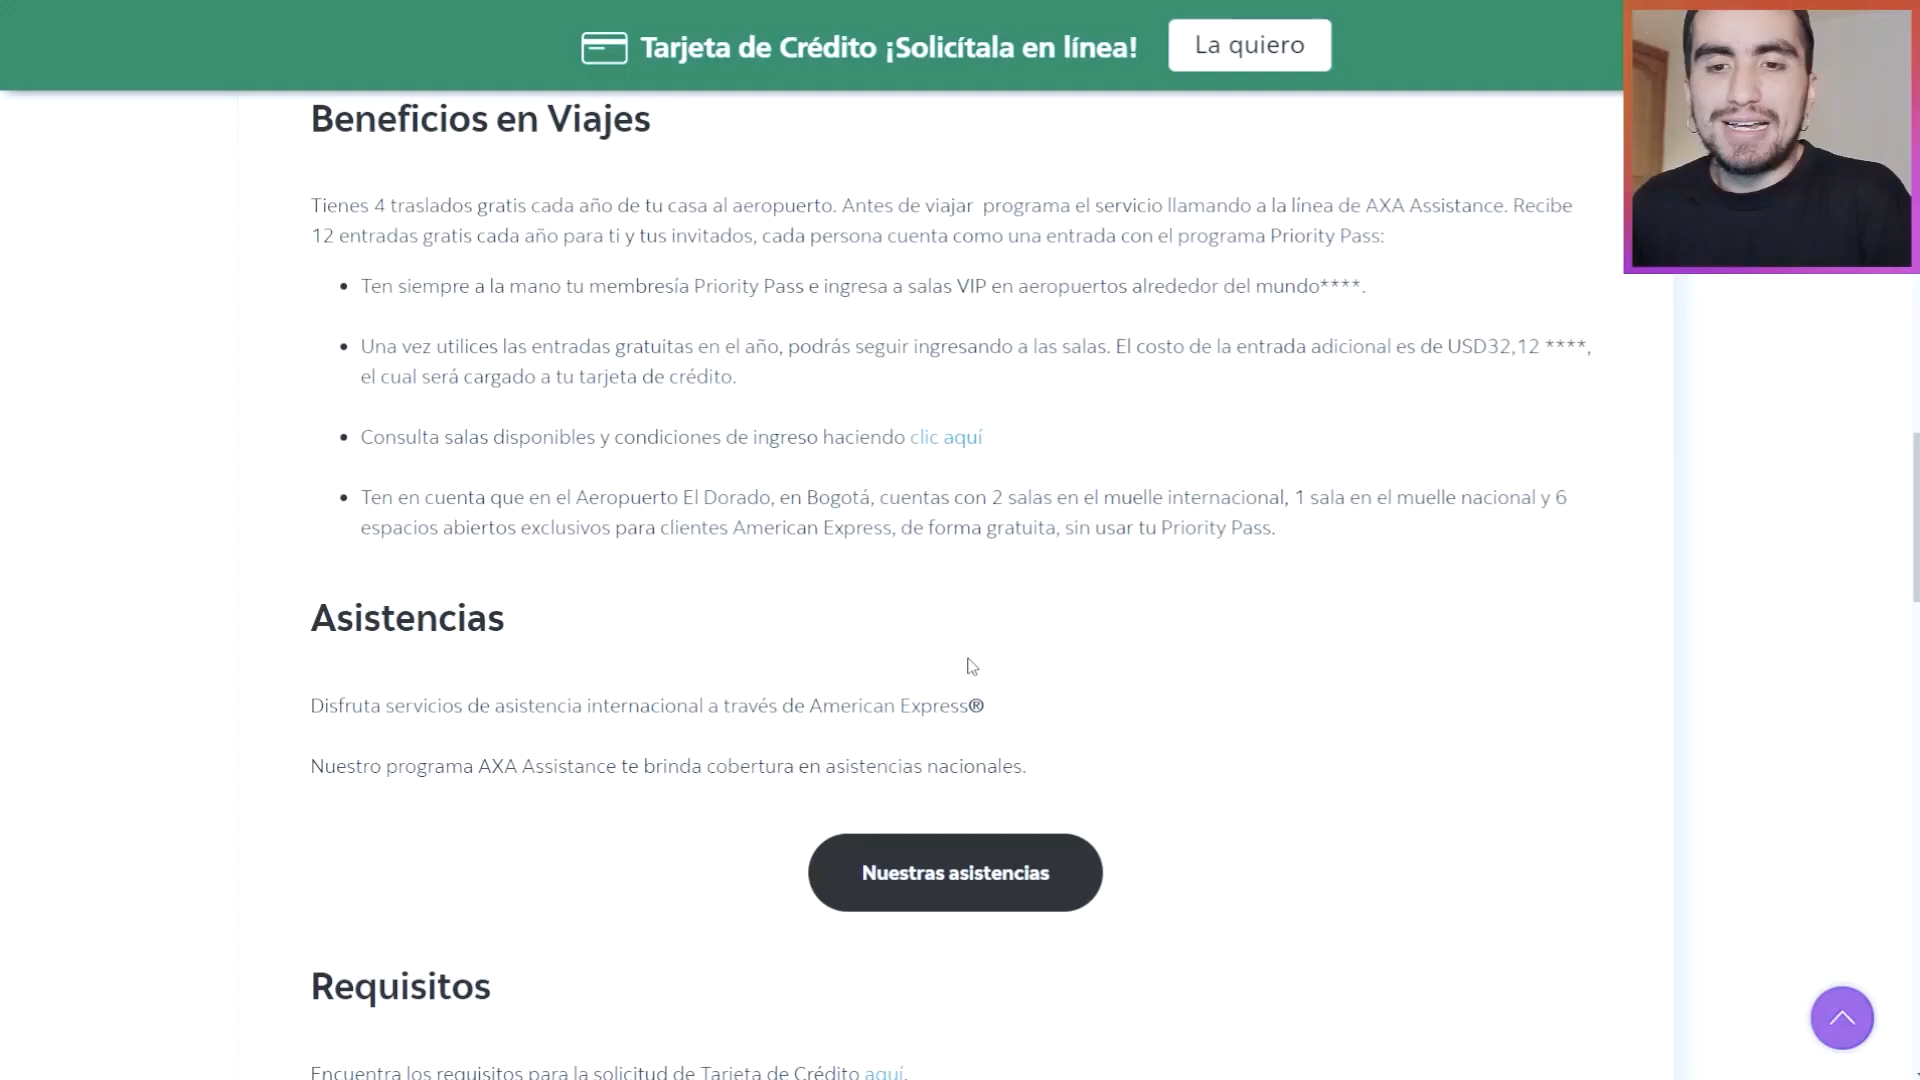 Tarjeta de Crédito ¡Solicítala en línea!
La quiero
Beneficios en Viajes
Tienes 4 traslados gratis cada año de tu casa al aeropuerto. Antes de viajar programa el servicio llamando a la línea de AXA Assistance. Recibe
12 entradas gratis cada año para ti y tus invitados, cada persona cuenta como una entrada con el programa Priority Pass:
• Ten siempre a la mano tu membresía Priority Pass e ingresa a salas VIP en aeropuertos alrededor del mundo****.
• Una vez utilices las entradas gratuitas en el año, podrás seguir ingresando a las salas. El costo de la entrada adicional es de USD32,12 ****,
el cual será cargado a tu tarjeta de crédito.
• Consulta salas disponibles y condiciones de ingreso haciendo clic aquí
• Ten en cuenta que en el Aeropuerto El Dorado, en Bogotá, cuentas con 2 salas en el muelle internacional, 1 sala en el muelle nacional y 6
espacios abiertos exclusivos para clientes American Express, de forma gratuita, sin usar tu Priority Pass.
Asistencias
Disfruta servicios de asistencia internacional a través de American Express®
Nuestro programa AXA Assistance te brinda cobertura en asistencias nacionales.
Nuestras asistencias
Requisitos
Encuentra los requisitos para la solicitud de Tarjeta de Crédito aquí.